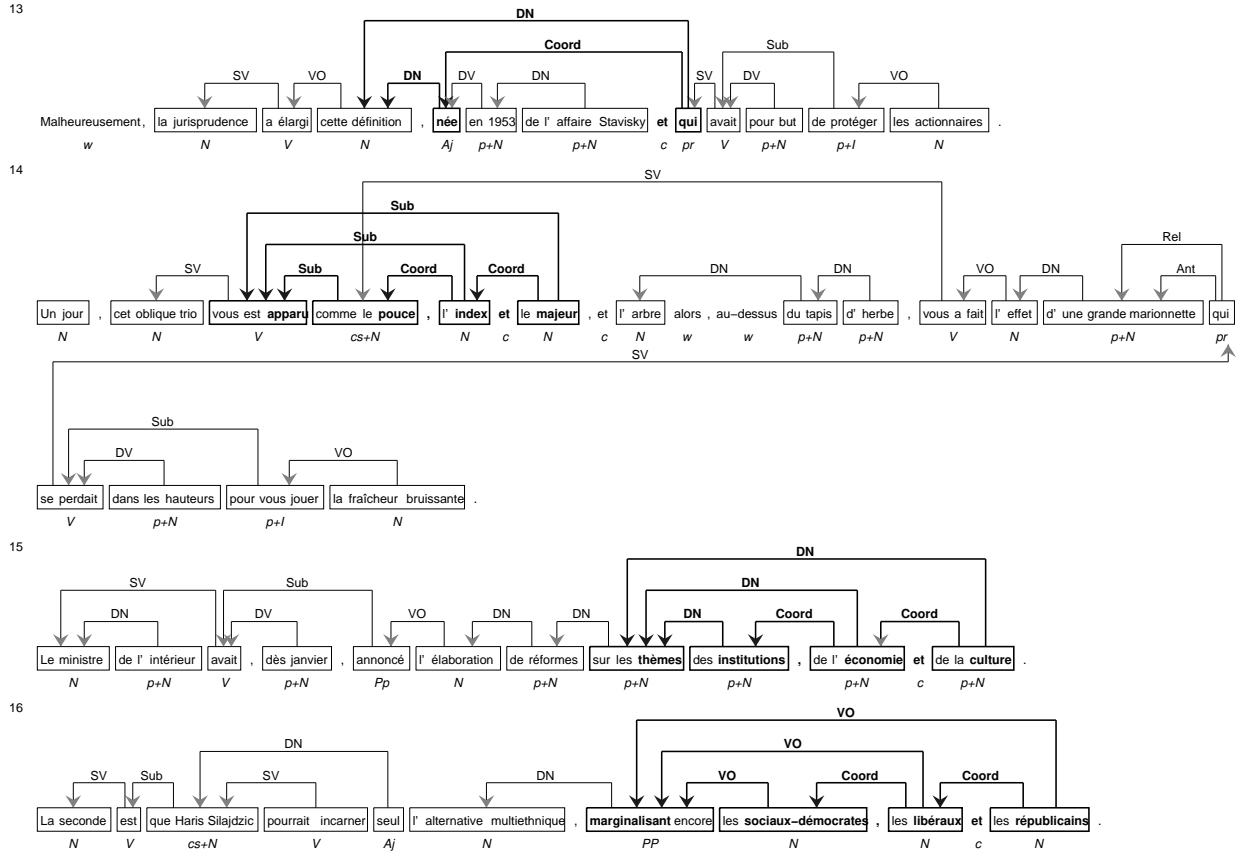 13
DN
Coord
Sub
SV VO DN DV DN SV DV VO
Malheureusement, la jurisprudence a élargi cette définition , née en 1953 de l' affaire Stavisky et qui avait pour but de protéger les actionnaires .
w N V N Aj p+N p+N c pr V p+N p+I N
14
SV
Sub
Sub Rel
SV Sub Coord Coord DN DN VO DN Ant
Un jour , cet oblique trio vous est apparu comme le pouce , l' index et le majeur , et l' arbre alors , au−dessus du tapis d' herbe , vous a fait l' effet d' une grande marionnette qui
N N V cs+N N c N c N w w p+N p+N V N p+N pr
SV
Sub
DV VO
se perdait dans les hauteurs pour vous jouer la fraîcheur bruissante .
V p+N p+I N
15
DN
SV Sub DN
DN DV VO DN DN DN Coord Coord
Le ministre de l' intérieur avait , dès janvier , annoncé l' élaboration de réformes sur les thèmes des institutions , de l' économie et de la culture .
N p+N V p+N Pp N p+N p+N p+N p+N c p+N
16
VO
DN VO
SV Sub SV DN VO Coord Coord
La seconde est que Haris Silajdzic pourrait incarner seul l' alternative multiethnique , marginalisant encore les sociaux−démocrates , les libéraux et les républicains .
N V cs+N V Aj N PP N N c N